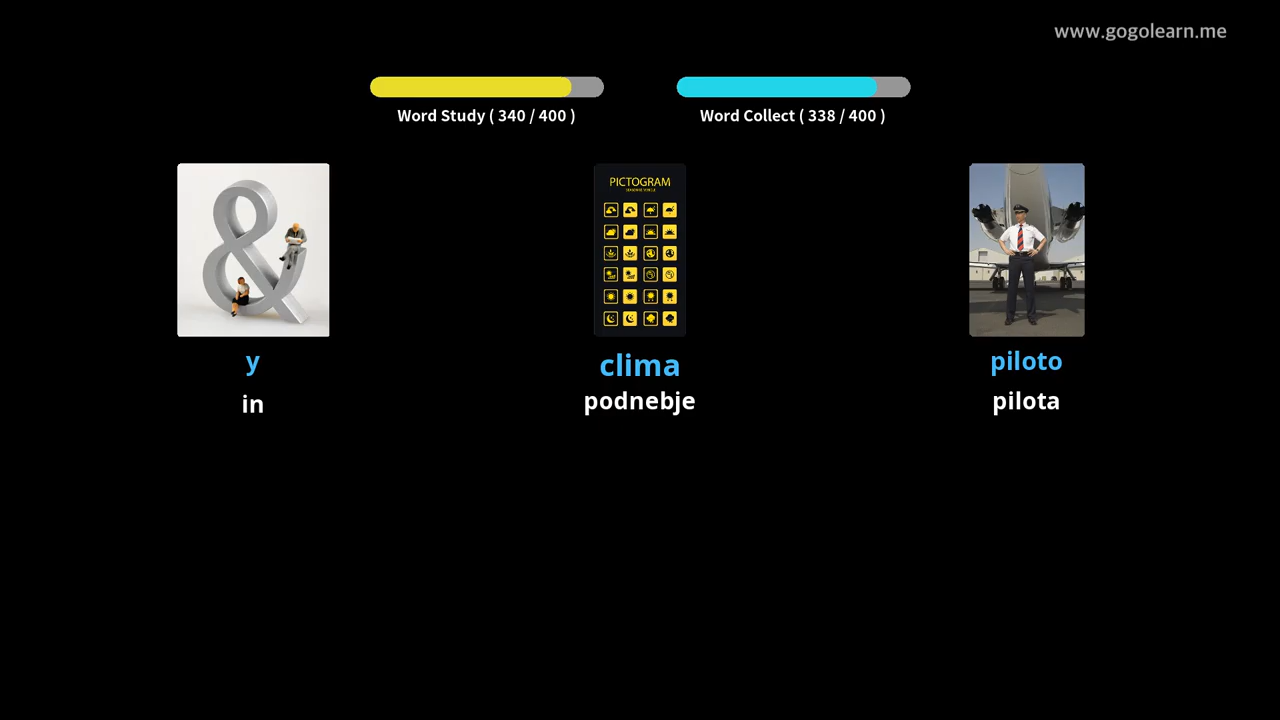 www.gogolearn.me
Word Study ( 340 / 400 )
Word Collect ( 338 / 400 )
&
PICTOGRAM
y
clima
piloto
in
podnebje
pilota